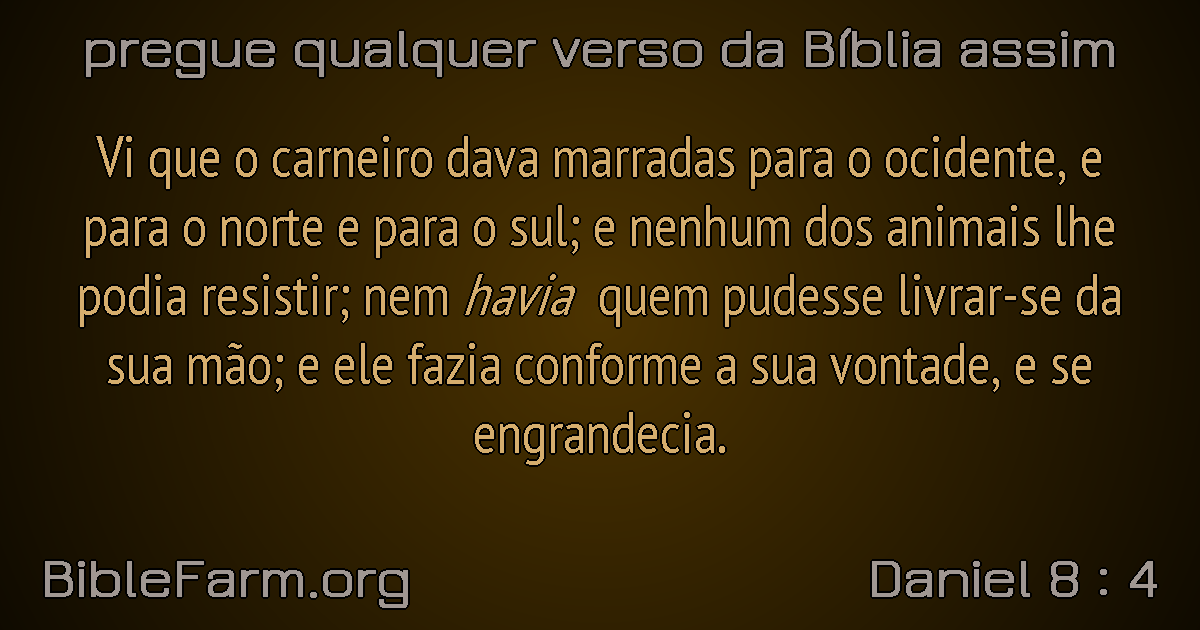 pregue qualquer verso da Bíblia assim
Vi que o carneiro dava marradas para o ocidente, e
para o norte e para o sul; e nenhum dos animais lhe
podia resistir; nem havia quem pudesse livrar-se da
sua mão; e ele fazia conforme a sua vontade, e se
engrandecia.
BibleFarm.org
Daniel 8 : 4